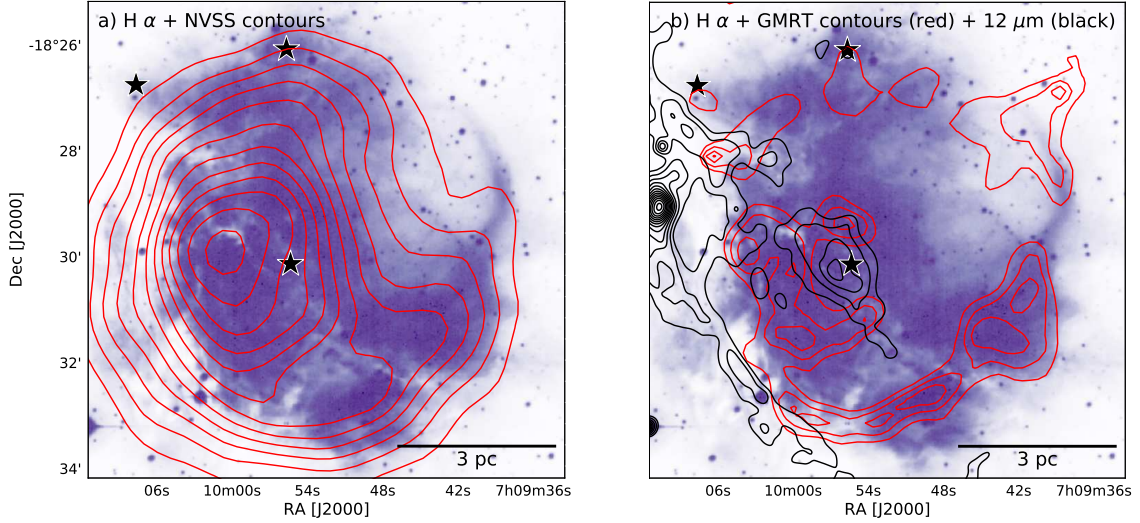 a) H α + NVSS contours
b) H α + GMRT contours (red) + 12 μm (black)
-18°26'
28'
30'
32'
34'
Dec [J2000]
3 pc
3 pc
06s 10m00s 54s 48s 42s 7h09m36s
06s 10m00s 54s 48s 42s 7h09m36s
RA [J2000]
RA [J2000]